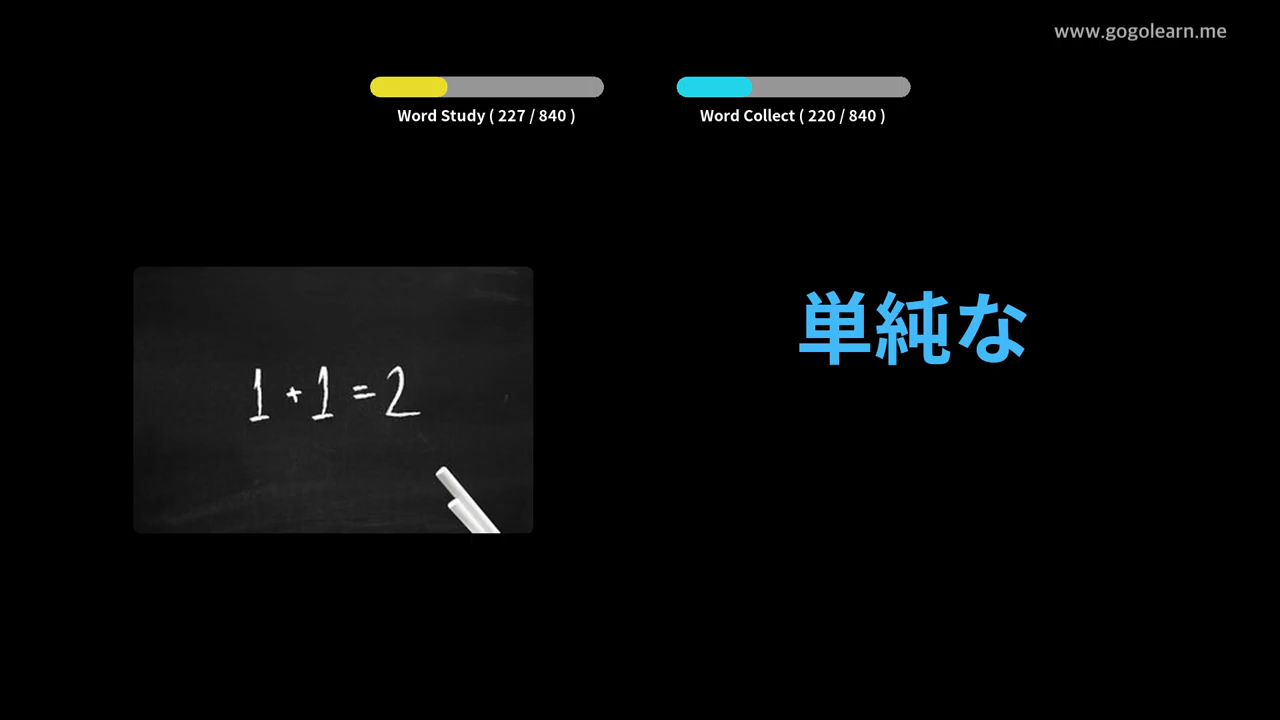 www.gogolearn.me
Word Study ( 227 / 840 )
Word Collect ( 220 / 840 )
1 + 1 = 2
単純な